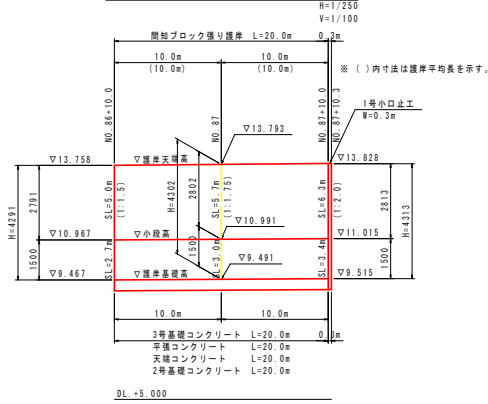 H=1/250
V=1/100
間知ブロック張り護岸 L=20.0m
0.3m
10.0m
10.0m
(10.0m)
(10.0m)
※ ( )内寸法は護岸平均長を示す。
NO.86+10.0
NO.87
NO.87+10.0
NO.87+10.3
1号小口止工
W=0.3m
▽13.793
▽13.758
▽護岸天端高
▽13.828
H=4291
2791
SL=5.0m
(1:1.5)
H=4302
2802
SL=5.7m
(1:1.75)
SL=6.3m
(1:2.0)
2813
H=4313
▽10.991
▽10.967
▽小段高
▽11.015
1500
SL=2.7m
1500
SL=3.0m
SL=3.4m
1500
▽9.491
▽9.467
▽護岸基礎高
▽9.515
10.0m
10.0m
3号基礎コンクリート L=20.0m
0.3m
平張コンクリート L=20.0m
天端コンクリート L=20.0m
2号基礎コンクリート L=20.0m
DL.+5.000